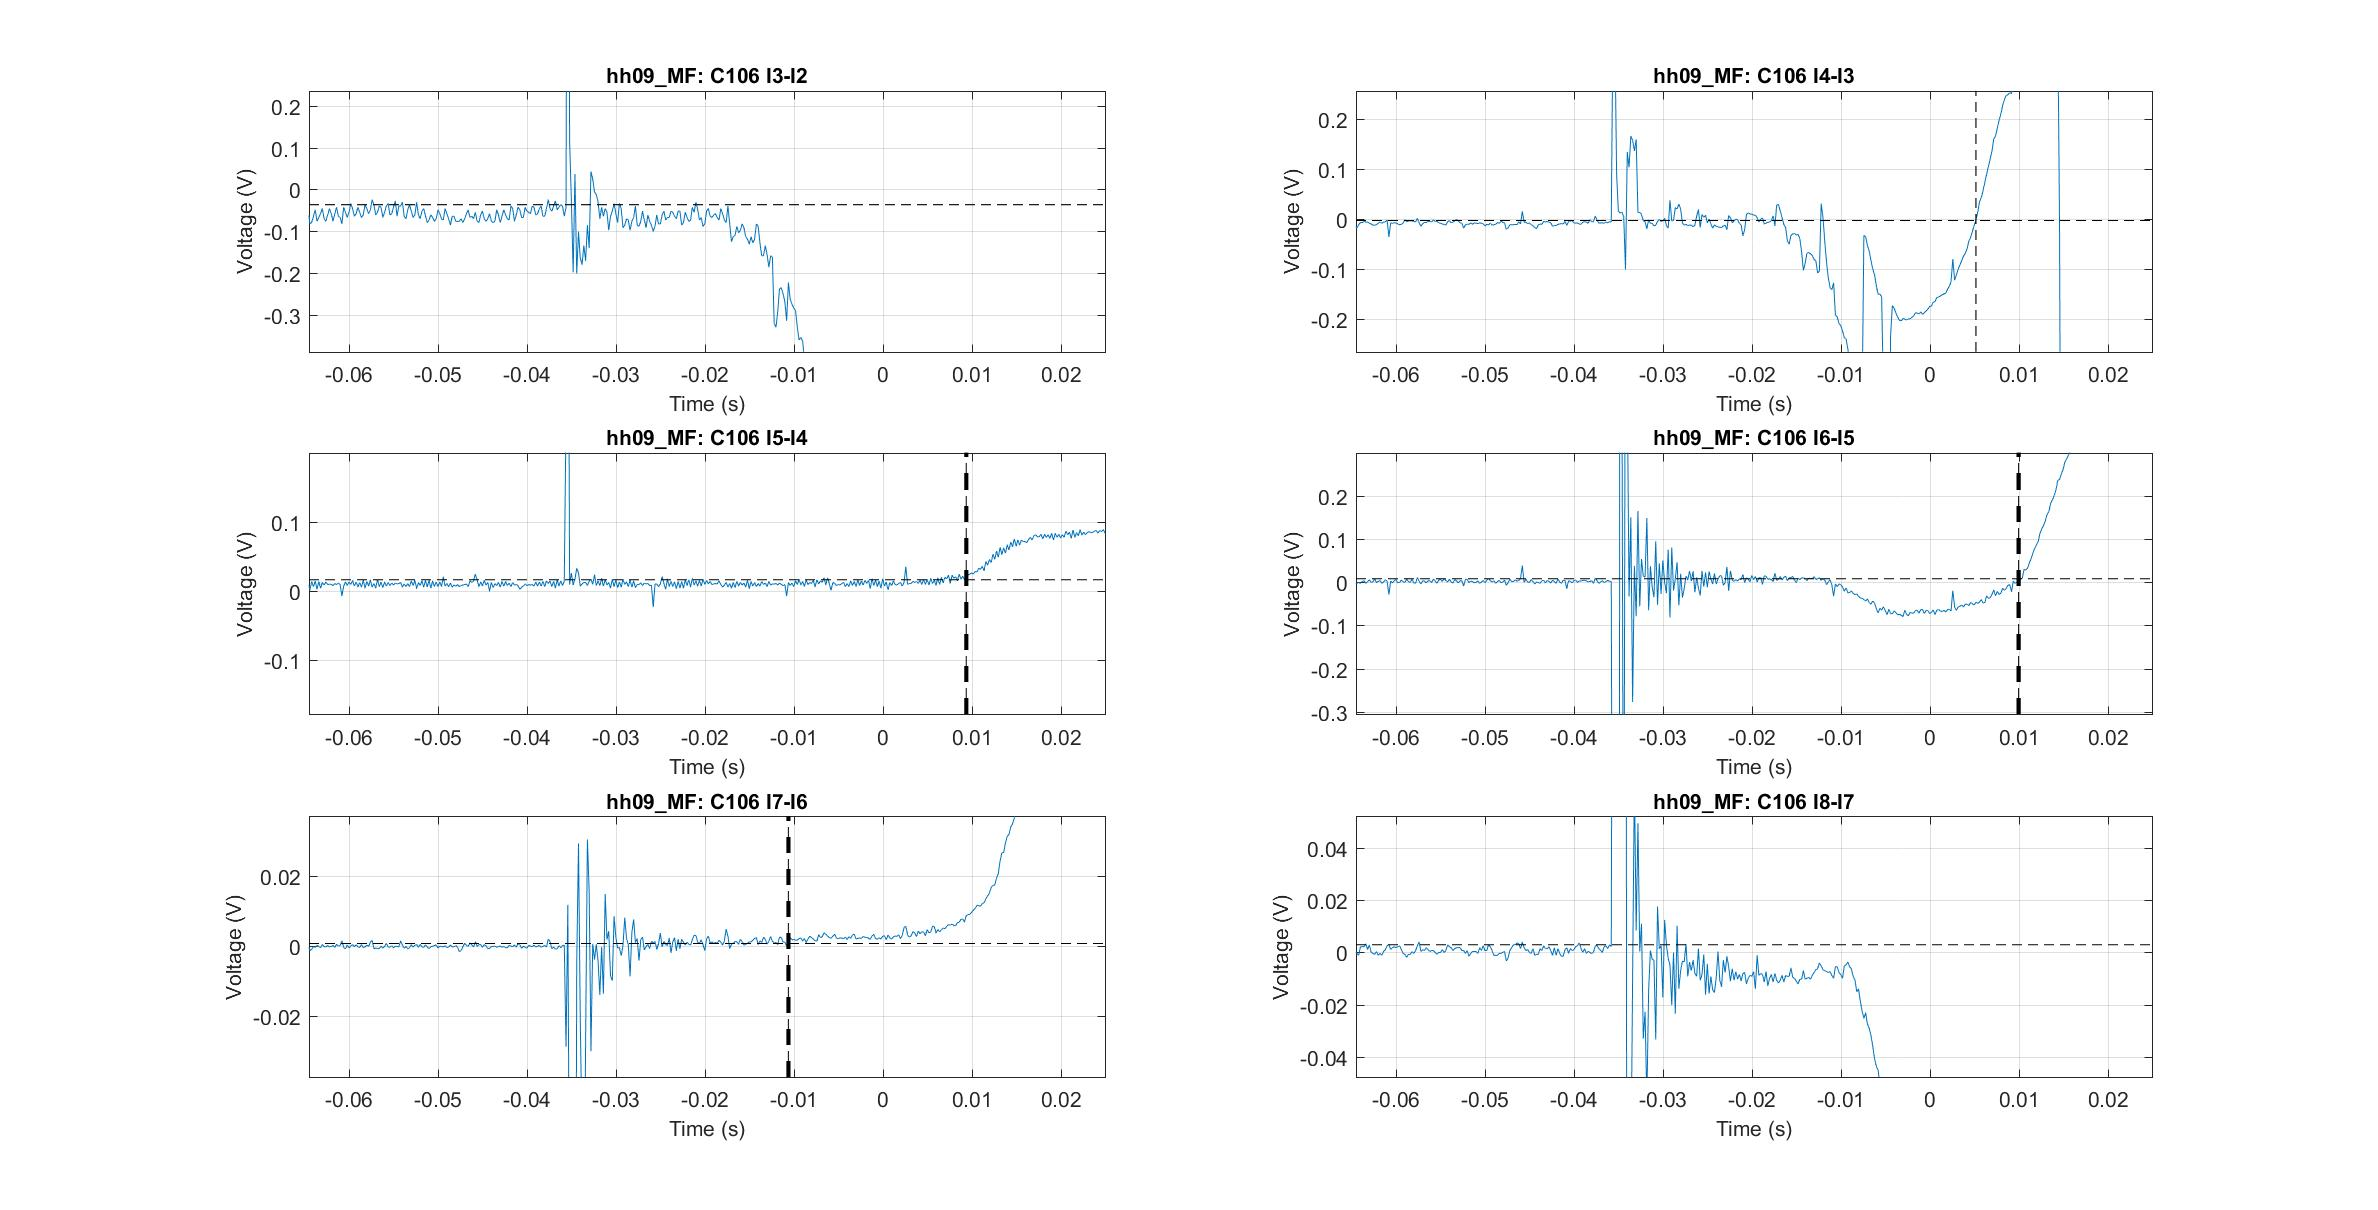 hh09_MF: C106 I3-I2
0.2
0.1
0
-0.1
-0.2
-0.3
Voltage (V)
-0.06 -0.05 -0.04 -0.03 -0.02 -0.01 0 0.01 0.02
Time (s)
hh09_MF: C106 I4-I3
0.2
0.1
0
-0.1
-0.2
Voltage (V)
-0.06 -0.05 -0.04 -0.03 -0.02 -0.01 0 0.01 0.02
Time (s)
hh09_MF: C106 I5-I4
0.1
0
-0.1
Voltage (V)
-0.06 -0.05 -0.04 -0.03 -0.02 -0.01 0 0.01 0.02
Time (s)
hh09_MF: C106 I6-I5
0.2
0.1
0
-0.1
-0.2
-0.3
Voltage (V)
-0.06 -0.05 -0.04 -0.03 -0.02 -0.01 0 0.01 0.02
Time (s)
hh09_MF: C106 I7-I6
0.02
0
-0.02
Voltage (V)
-0.06 -0.05 -0.04 -0.03 -0.02 -0.01 0 0.01 0.02
Time (s)
hh09_MF: C106 I8-I7
0.04
0.02
0
-0.02
-0.04
Voltage (V)
-0.06 -0.05 -0.04 -0.03 -0.02 -0.01 0 0.01 0.02
Time (s)